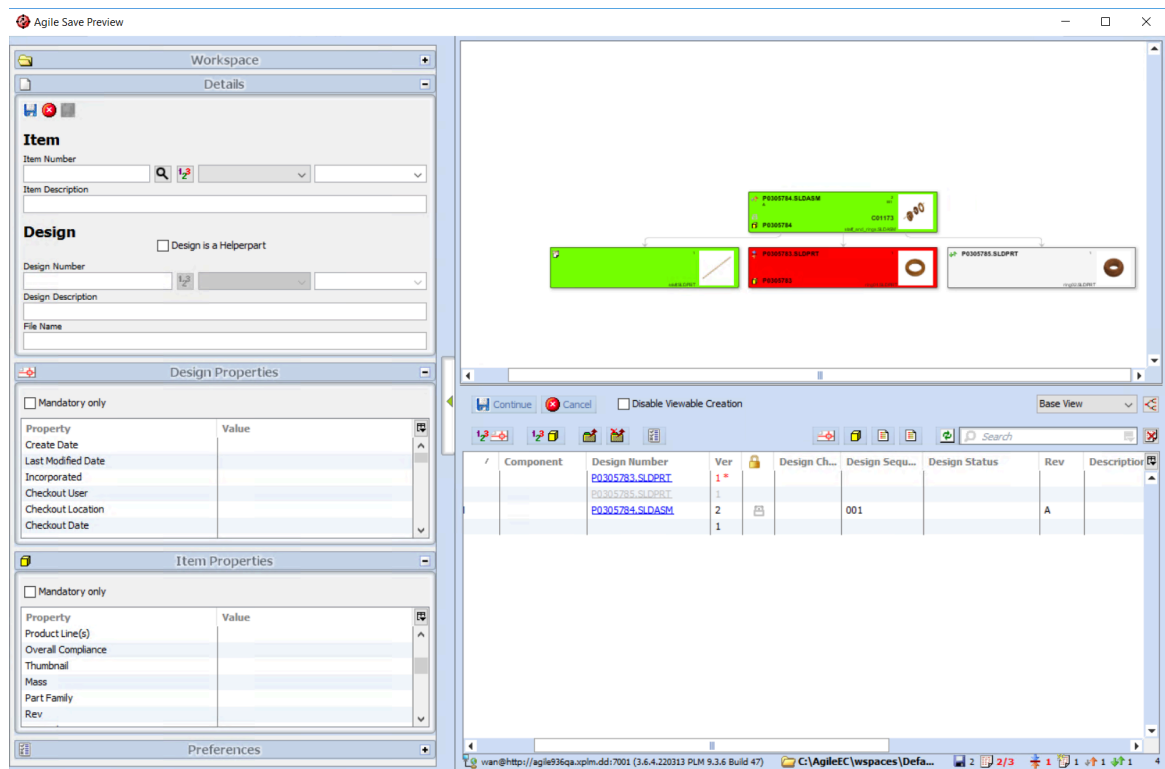 Agile Save Preview
Workspace
Details
Item
Item Number
Item Description
Design
Design is a Helperpart
Design Number
Design Description
File Name
Design Properties
Mandatory only
Property Value
Create Date
Last Modified Date
Incorporated
Checkout User
Checkout Location
Checkout Date
Item Properties
Mandatory only
Property Value
Product Line(s)
Overall Compliance
Thumbnail
Mass
Part Family
Rev
Preferences
P0305784.SLDASM
C01173
P0305784
P0305783.SLDPRT
P0305785.SLDPRT
Continue Cancel Disable Viewable Creation Base View
Search
Component Design Number Ver Design Ch... Design Sequ... Design Status Rev Description
P0305783.SLDPRT 1 *
P0305785.SLDPRT 1
P0305784.SLDASM 2 001 A
1
wan@http://agile936qa.xplm.dd:7001 (3.6.4.220313 PLM 9.3.6 Build 47) C:\AgileEC\wspaces\Defa... 2 2/3 1 1 1 1 4